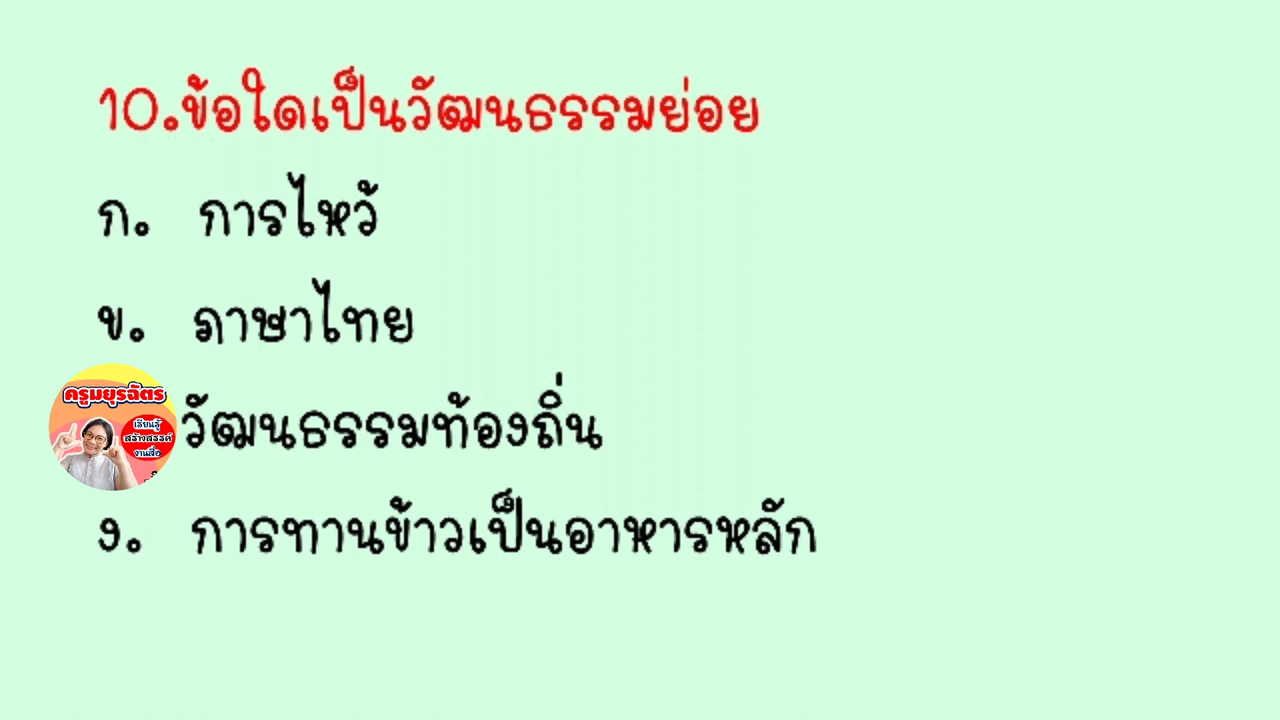 10.ข้อใดเป็นวัฒนธรรมย่อย
ก. การไหว้
ข. ภาษาไทย
ครูมยุรฉัตร
เรียนรู้
สร้างสรรค์
งานสื่อ
วัฒนธรรมท้องถิ่น
ง. การทานข้าวเป็นอาหารหลัก